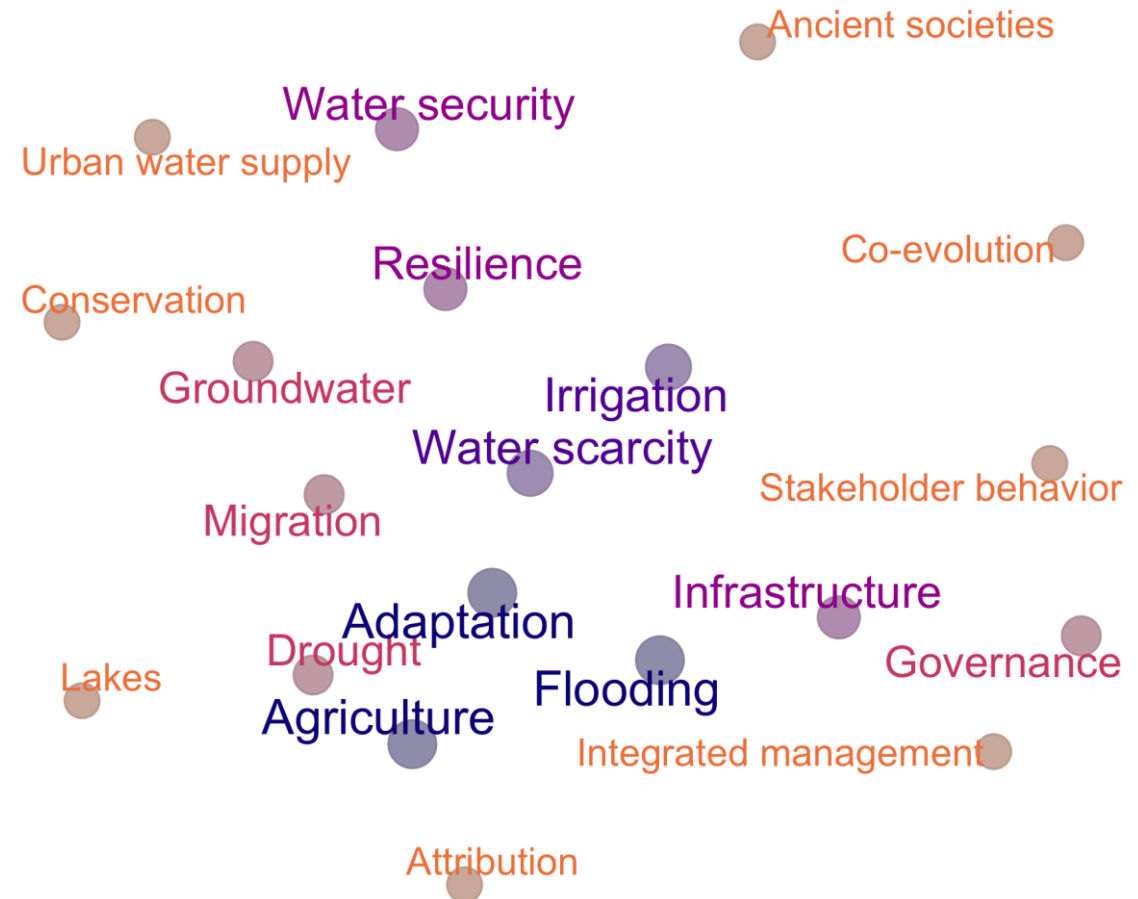 Ancient societies
Water security
Urban water supply
Co-evolution
Resilience
Conservation
Groundwater
Irrigation
Water scarcity
Stakeholder behavior
Migration
Infrastructure
Adaptation
Drought
Governance
Lakes
Flooding
Agriculture
Integrated management
Attribution